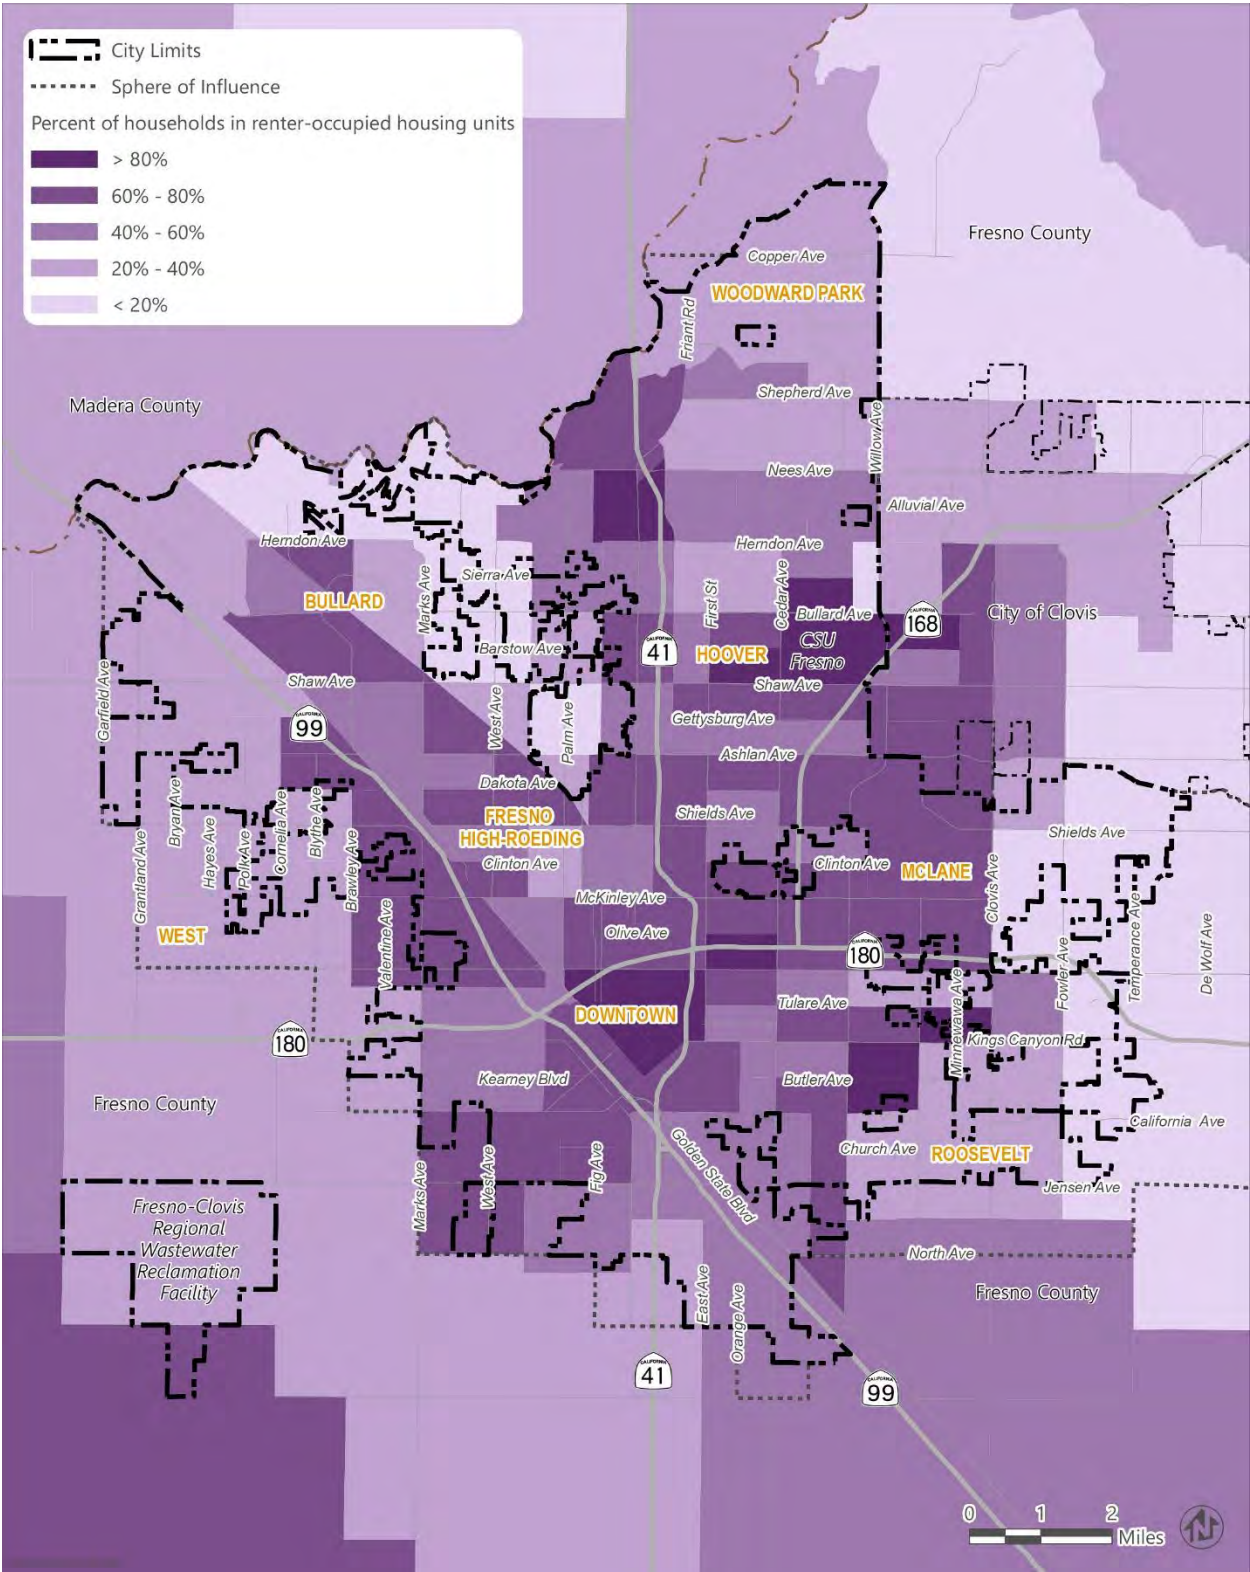 City Limits
Sphere of Influence
Percent of households in renter-occupied housing units
> 80%
60% - 80%
40% - 60%
20% - 40%
< 20%
Fresno County
Copper Ave
WOODWARD PARK
Friant Rd
Shepherd Ave
Madera County
Willow Ave
Nees Ave
Alluvial Ave
Herndon Ave
Herndon Ave
Sierra Ave
Marks Ave
BULLARD
First St
Cedar Ave
Bullard Ave
CALIFORNIA
168
City of Clovis
CALIFORNIA
41
Barstow Ave
HOOVER
CSU
Fresno
Shaw Ave
Shaw Ave
Garfield Ave
CALIFORNIA
99
West Ave
Palm Ave
Gettysburg Ave
Ashlan Ave
Dakota Ave
Bryan Ave
Hayes Ave
Polk Ave
Cornelia Ave
Blythe Ave
FRESNO
HIGH-ROEDING
Shields Ave
Shields Ave
Clinton Ave
Clinton Ave
MCLANE
Grantland Ave
Brawley Ave
McKinley Ave
Clovis Ave
WEST
Valentine Ave
Olive Ave
CALIFORNIA
180
Fowler Ave
Temperance Ave
De Wolf Ave
DOWNTOWN
Tulare Ave
Minnewawa Ave
CALIFORNIA
180
Kings Canyon Rd
Kearney Blvd
Butler Ave
Fresno County
California Ave
Golden State Blvd
Church Ave
ROOSEVELT
Marks Ave
West Ave
Fig Ave
Jensen Ave
Fresno-Clovis
Regional
Wastewater
Reclamation
Facility
North Ave
East Ave
Orange Ave
Fresno County
CALIFORNIA
41
CALIFORNIA
99
0 1 2
Miles
N